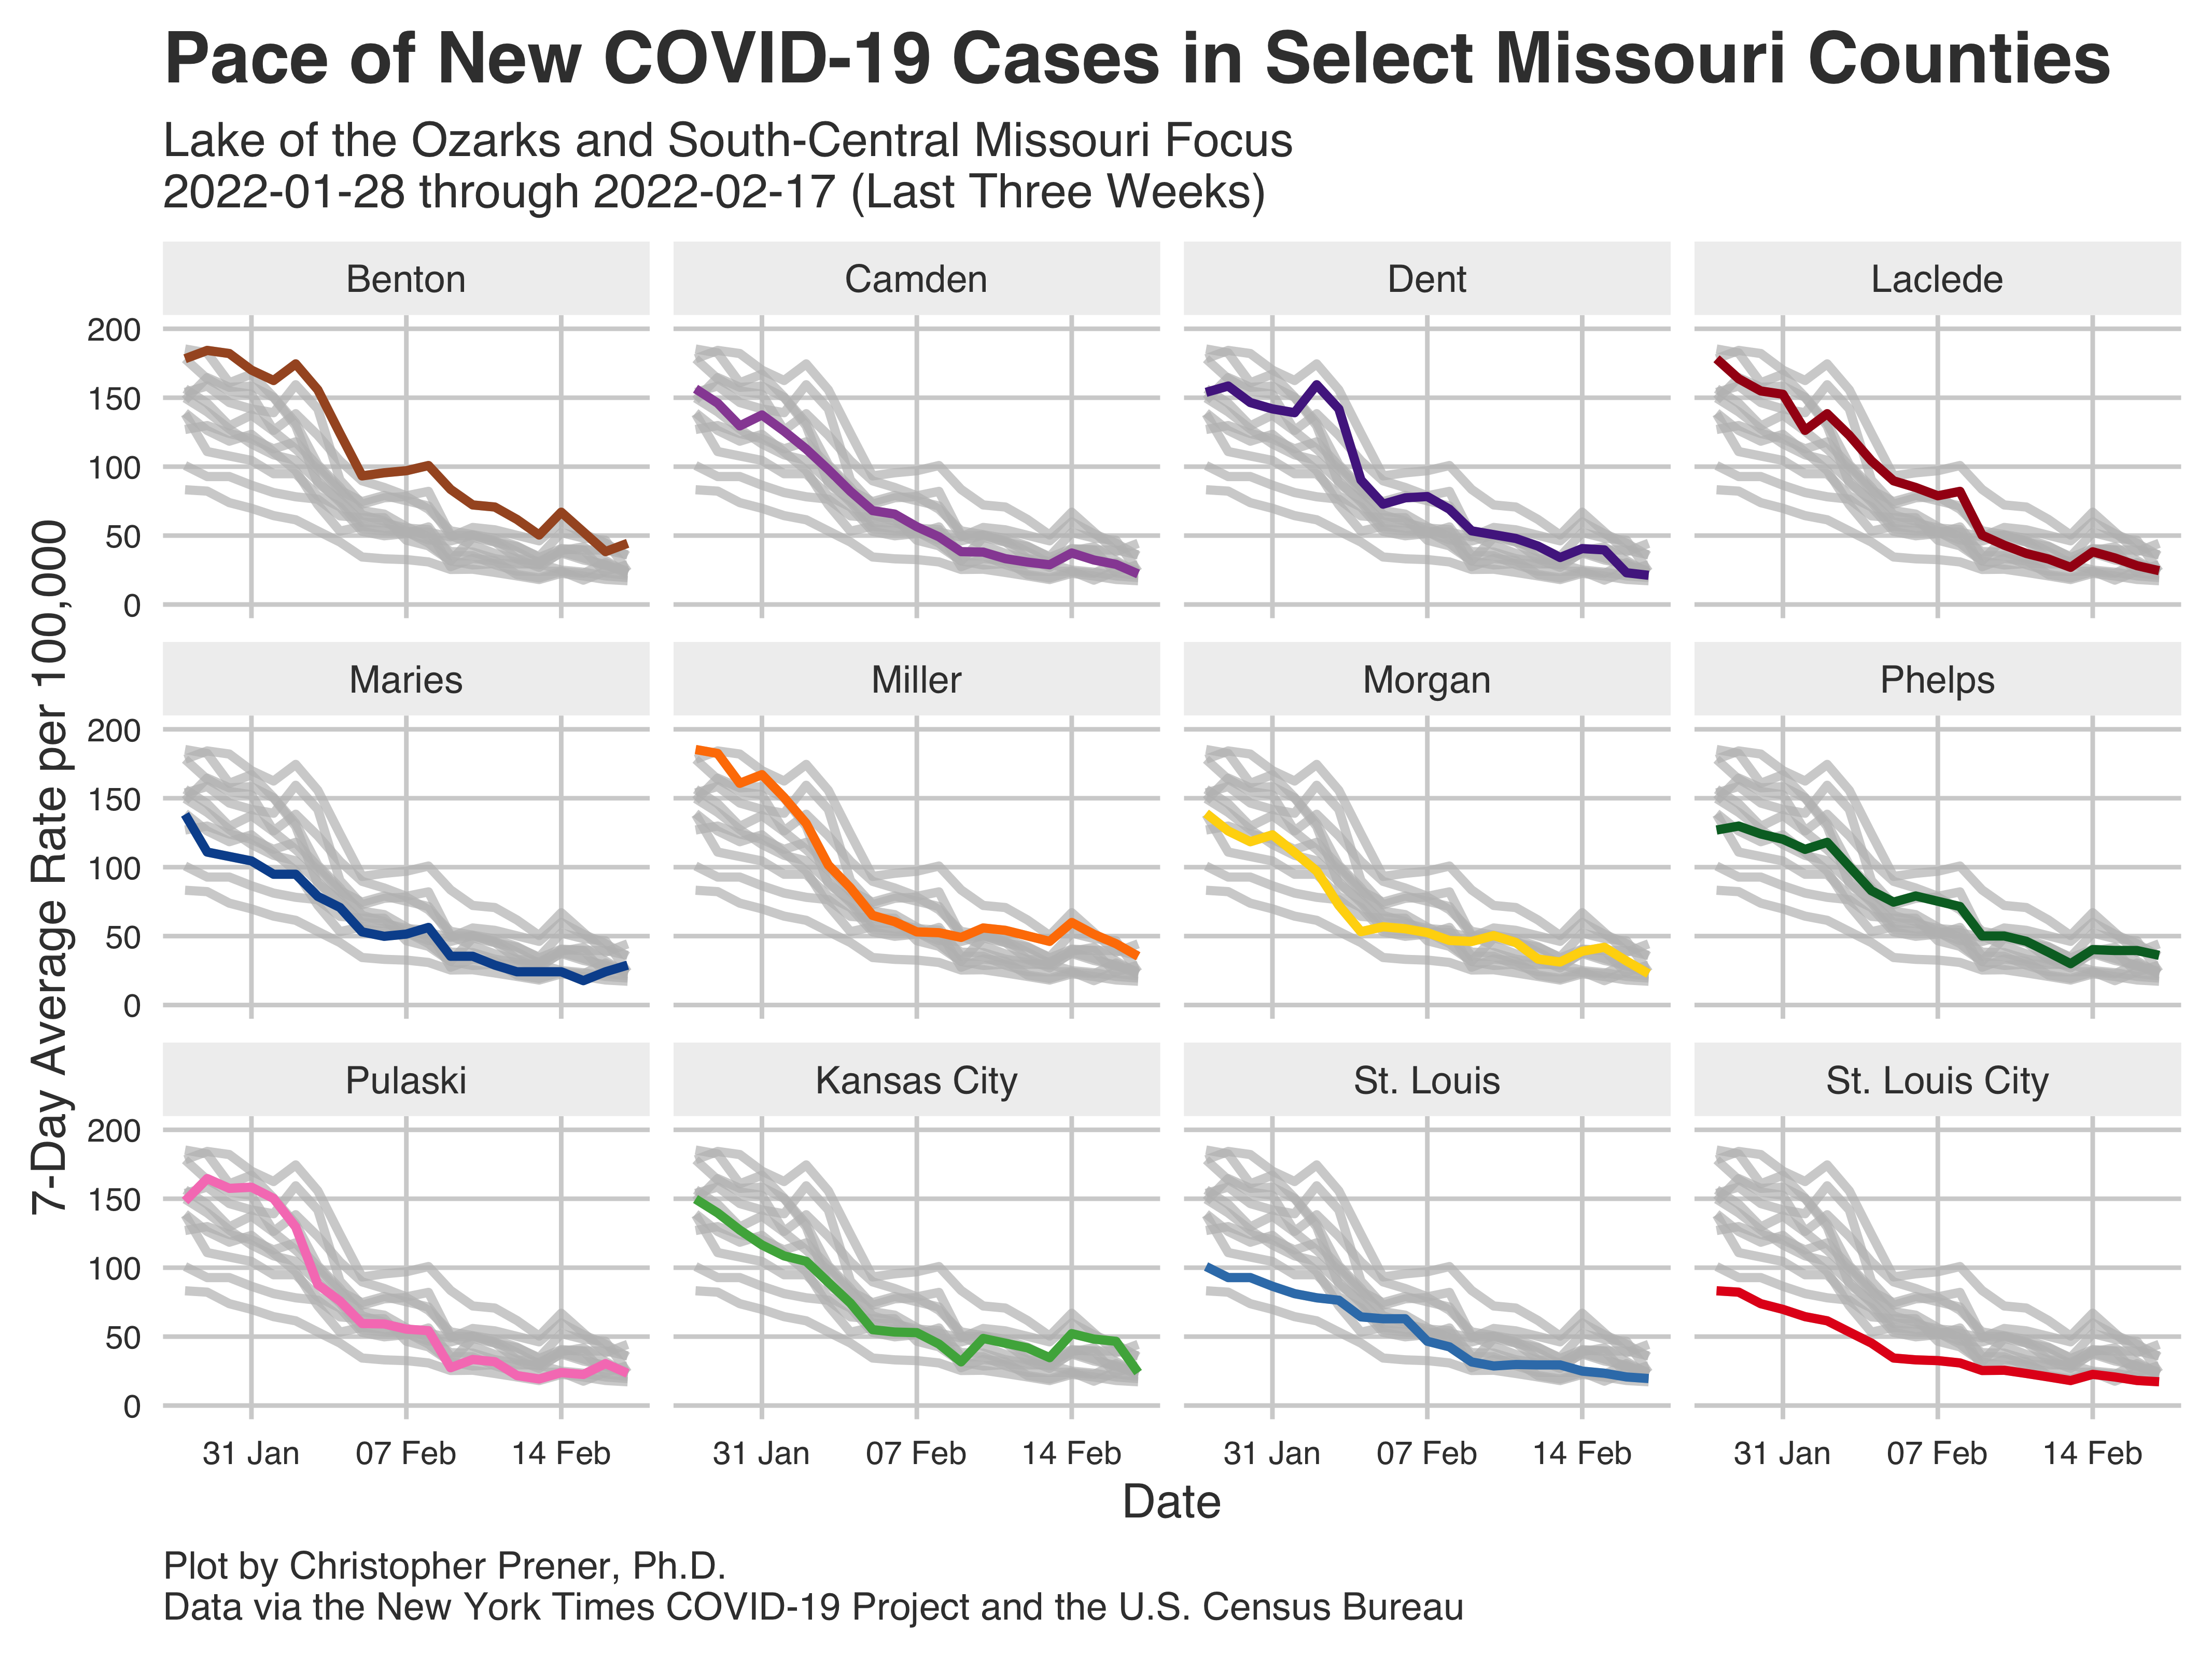 Pace of New COVID-19 Cases in Select Missouri Counties
Lake of the Ozarks and South-Central Missouri Focus
2022-01-28 through 2022-02-17 (Last Three Weeks)
Benton
Camden
Dent
Laclede
200
150
100
50
0
Maries
Miller
Morgan
Phelps
200
150
100
50
0
Pulaski
Kansas City
St. Louis
St. Louis City
200
150
100
50
0
7-Day Average Rate per 100,000
31 Jan
07 Feb
14 Feb
31 Jan
07 Feb
14 Feb
31 Jan
07 Feb
14 Feb
31 Jan
07 Feb
14 Feb
Date
Plot by Christopher Prener, Ph.D.
Data via the New York Times COVID-19 Project and the U.S. Census Bureau